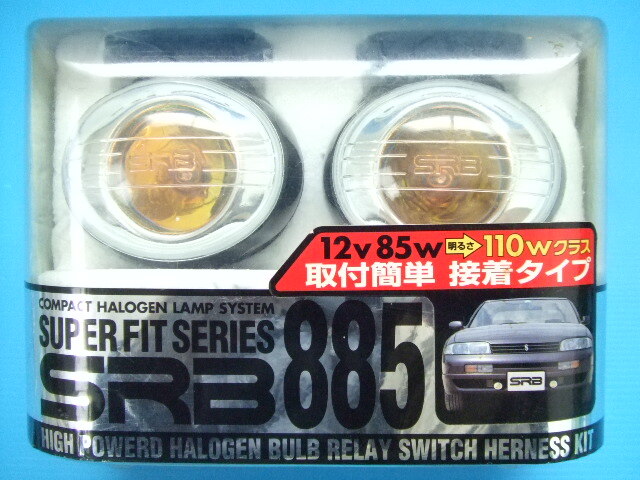 SRB
SRB
12v 85w 明るさ 110wクラス
取付簡単 接着タイプ
COMPACT HALOGEN LAMP SYSTEM
SUPER FIT SERIES
SRB 885
SRB
HIGH POWERD HALOGEN BULB RELAY SWITCH HERNESS KIT